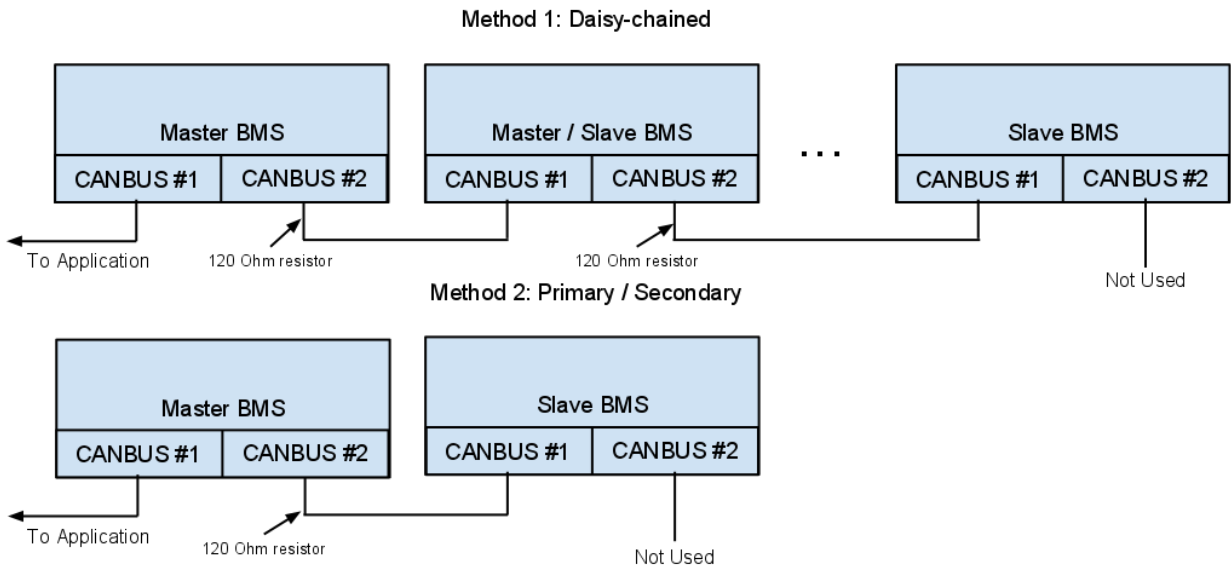 Method 1: Daisy-chained
Master BMS
Master / Slave BMS
Slave BMS
...
CANBUS #1
CANBUS #2
CANBUS #1
CANBUS #2
CANBUS #1
CANBUS #2
To Application
120 Ohm resistor
120 Ohm resistor
Not Used
Method 2: Primary / Secondary
Master BMS
Slave BMS
CANBUS #1
CANBUS #2
CANBUS #1
CANBUS #2
To Application
120 Ohm resistor
Not Used